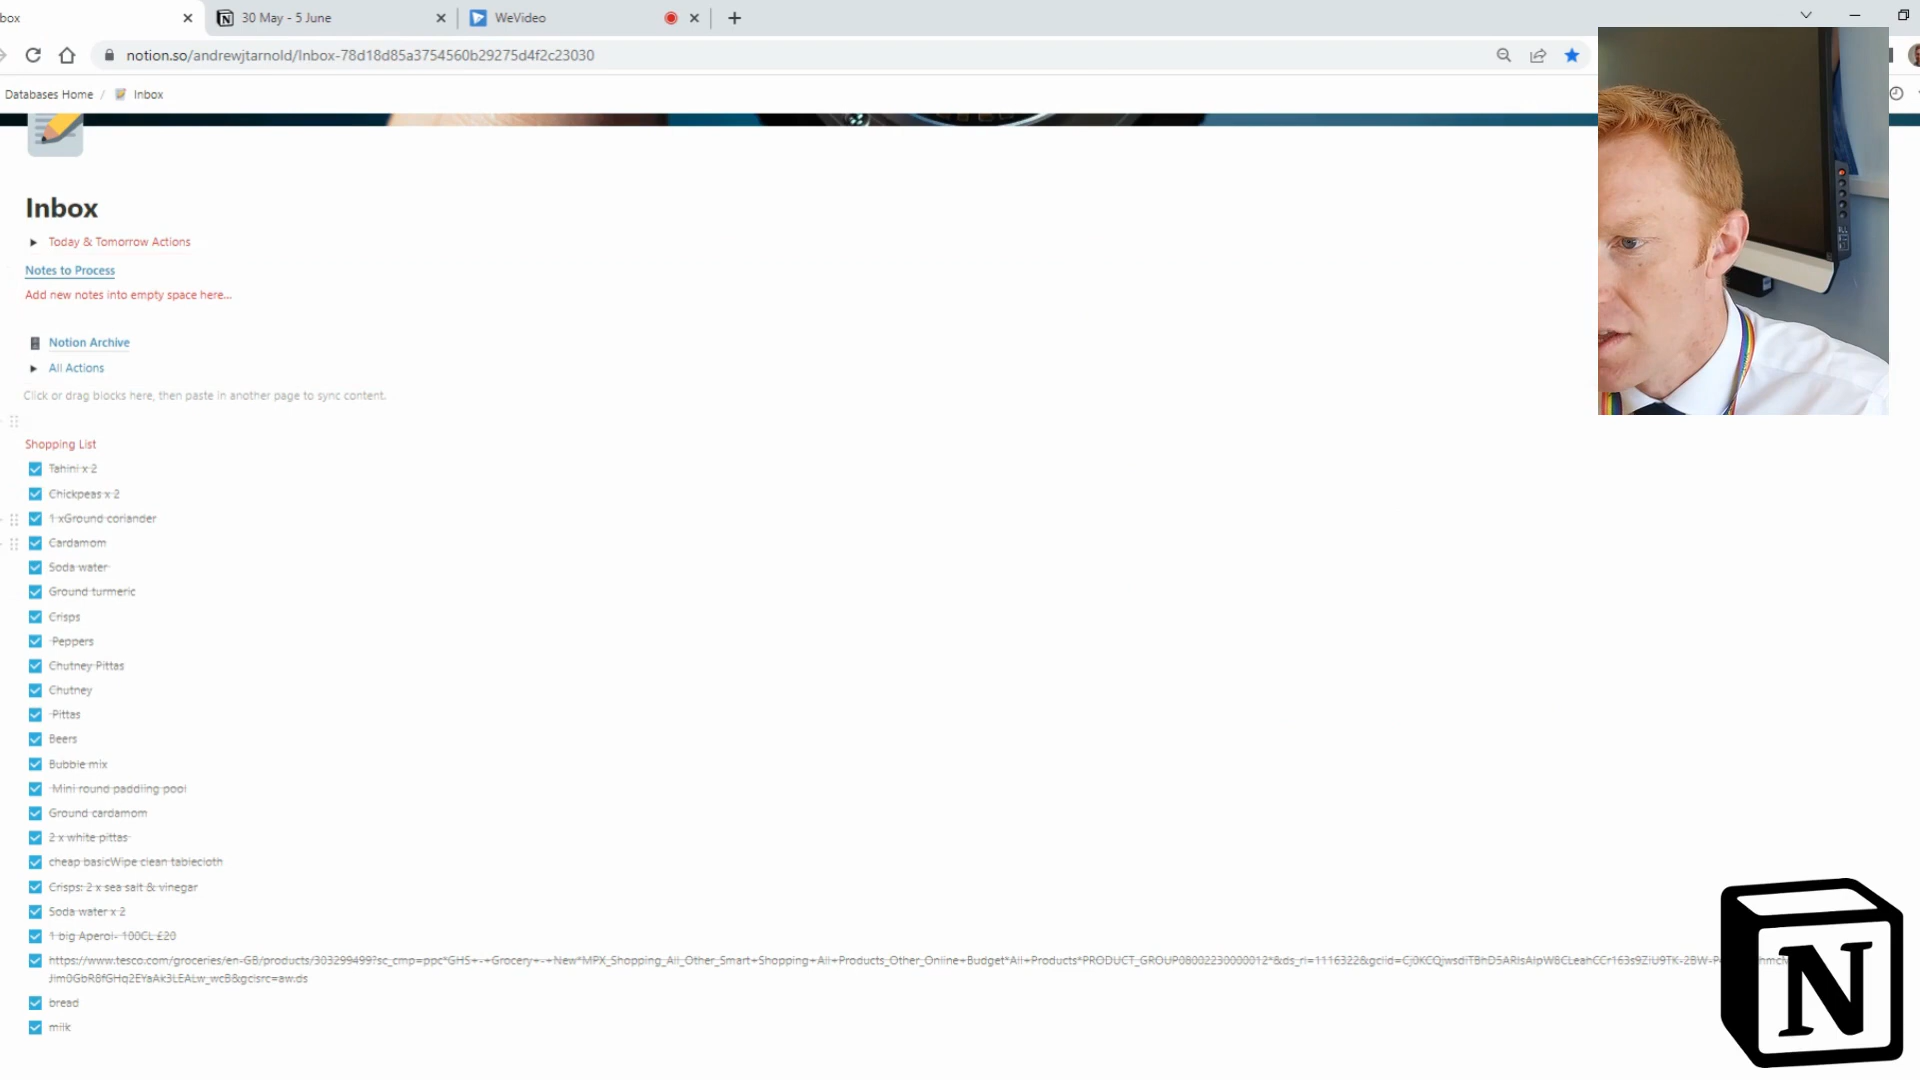 box
30 May - 5 June
WeVideo
notion.so/andrewjtarnold/Inbox-78d18d85a3754560b29275d4f2c23030
Databases Home / Inbox
Inbox
Today & Tomorrow Actions
Notes to Process
Add new notes into empty space here...
Notion Archive
All Actions
Click or drag blocks here, then paste in another page to sync content.
Shopping List
Tahini x 2
Chickpeas x 2
1 xGround coriander
Cardamom
Soda water
Ground turmeric
Crisps
Peppers
Chutney Pittas
Chutney
Pittas
Beers
Bubble mix
Mini round paddling pool
Ground cardamom
2 x white pittas
cheap basicWipe clean tablecloth
Crisps: 2 x sea salt & vinegar
Soda water x 2
1 big Aperol- 100CL £20
bread
milk
N